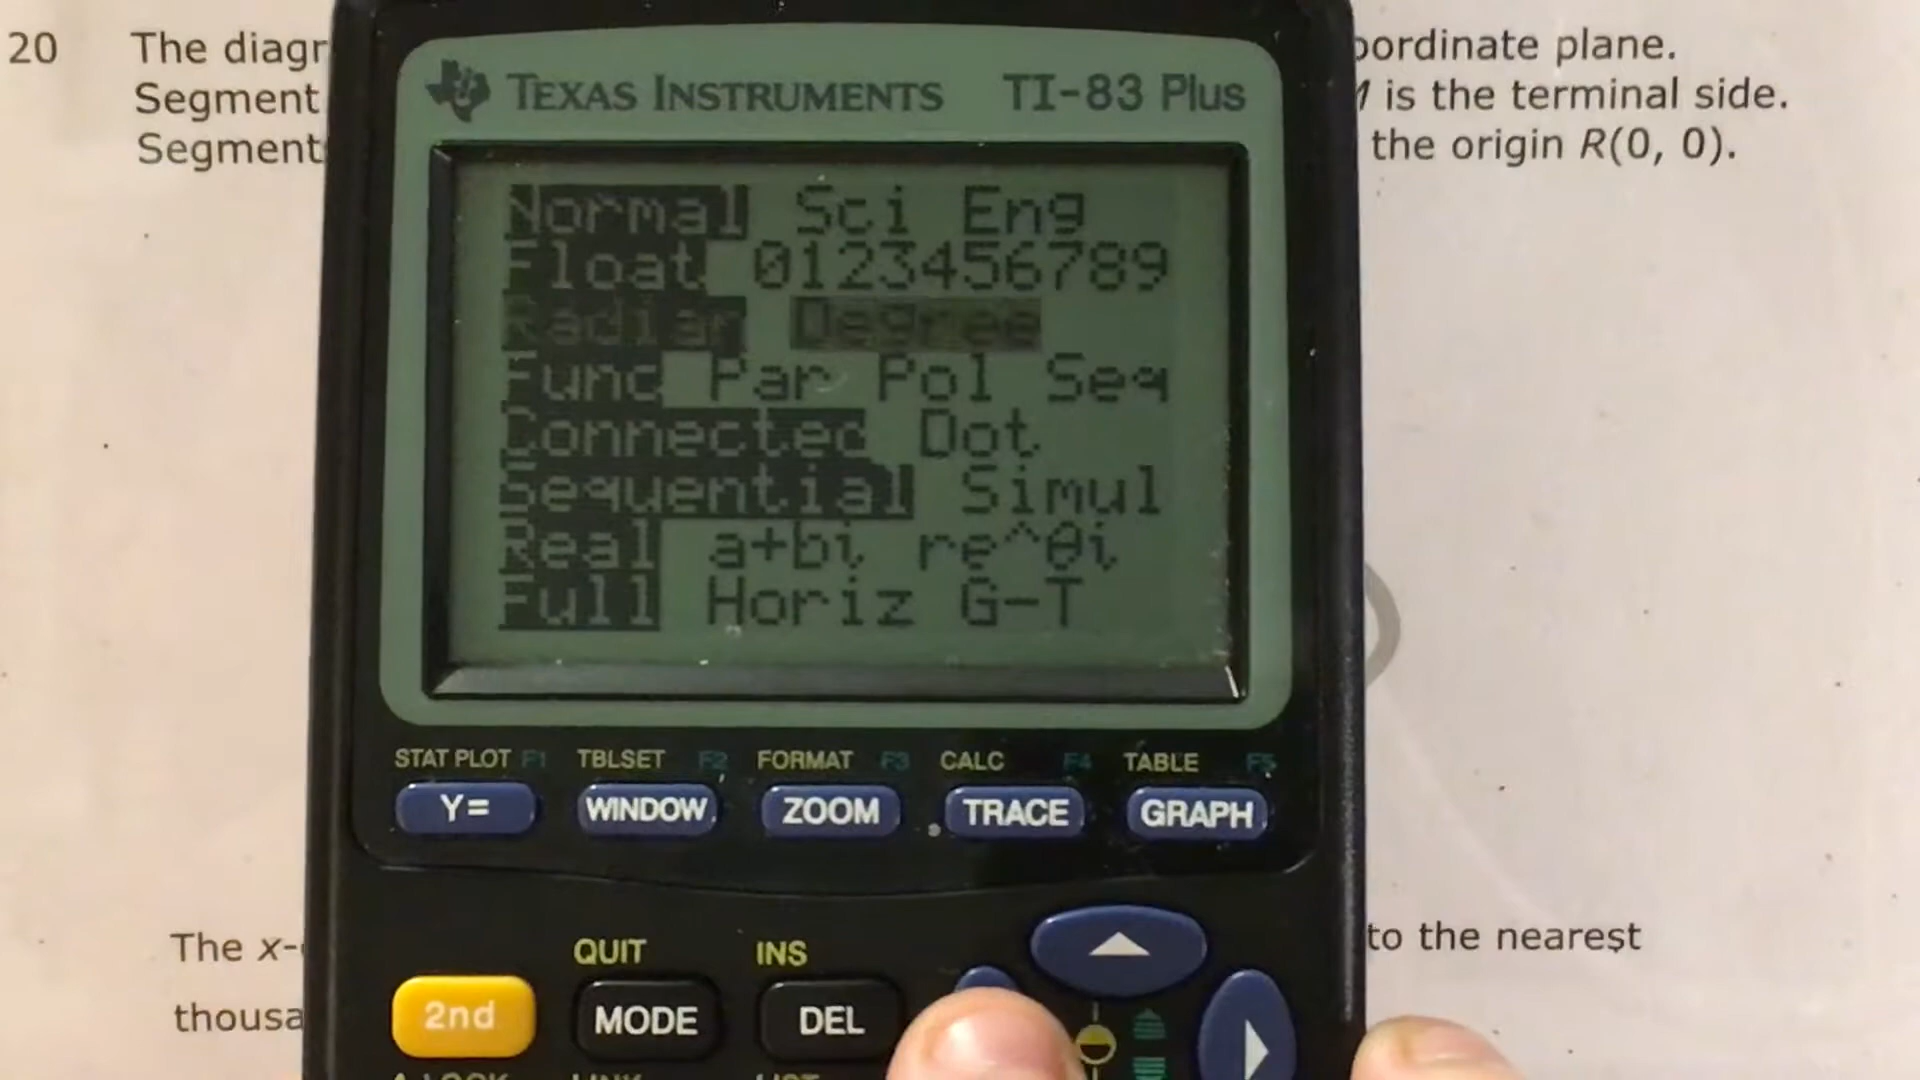 20 The diagr oordinate plane.
Segment M is the terminal side.
Segment the origin R(0, 0).
TEXAS INSTRUMENTS TI-83 Plus
Normal Sci Eng
Float 0123456789
Radian Degree
Func Par Pol Seq
Connected Dot
Sequential Simul
Real a+bi re^θi
Full Horiz G-T
STAT PLOT F1 TBLSET F2 FORMAT F3 CALC F4 TABLE F5
Y= WINDOW ZOOM TRACE GRAPH
The x- to the nearest
QUIT INS
thousa
2nd MODE DEL